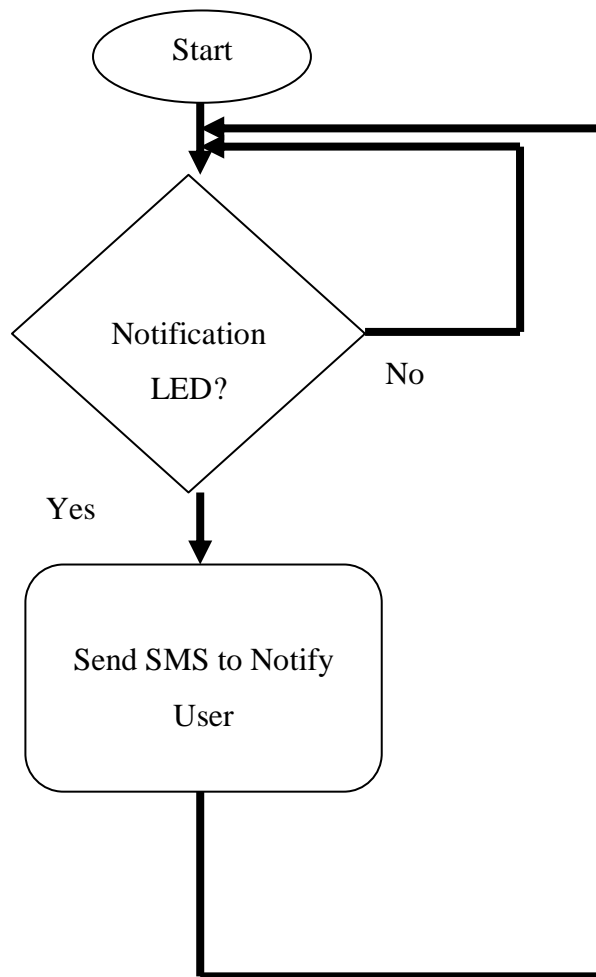 Start
Notification
LED?
No
Yes
Send SMS to Notify
User